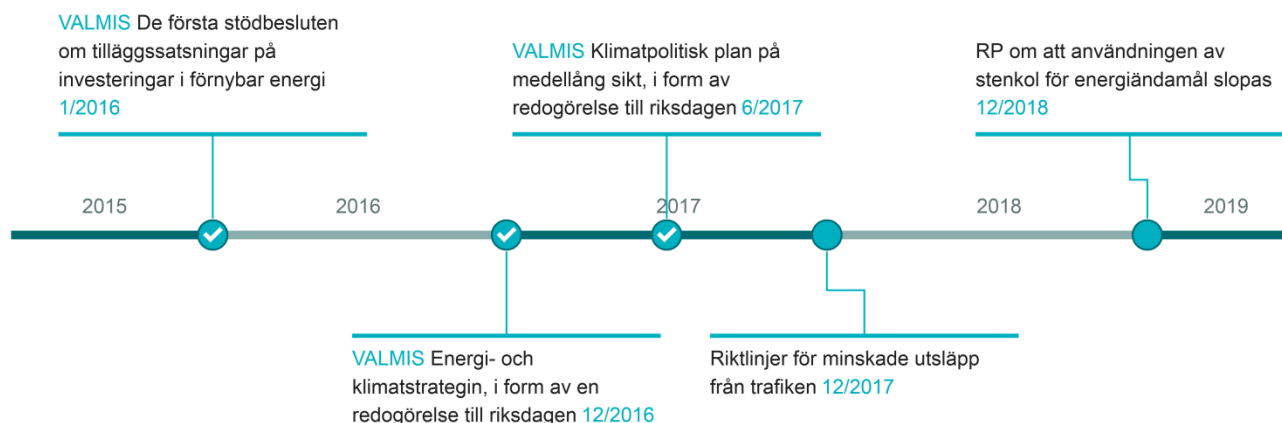 VALMIS De första stödbesluten
om tilläggssatsningar på
investeringar i förnybar energi
1/2016
VALMIS Klimatpolitisk plan på
medellång sikt, i form av
redogörelse till riksdagen 6/2017
RP om att användningen av
stenkol för energiändamål slopas
12/2018
2015
2016
2017
2018
2019
VALMIS Energi- och
klimatstrategin, i form av en
redogörelse till riksdagen 12/2016
Riktlinjer för minskade utsläpp
från trafiken 12/2017